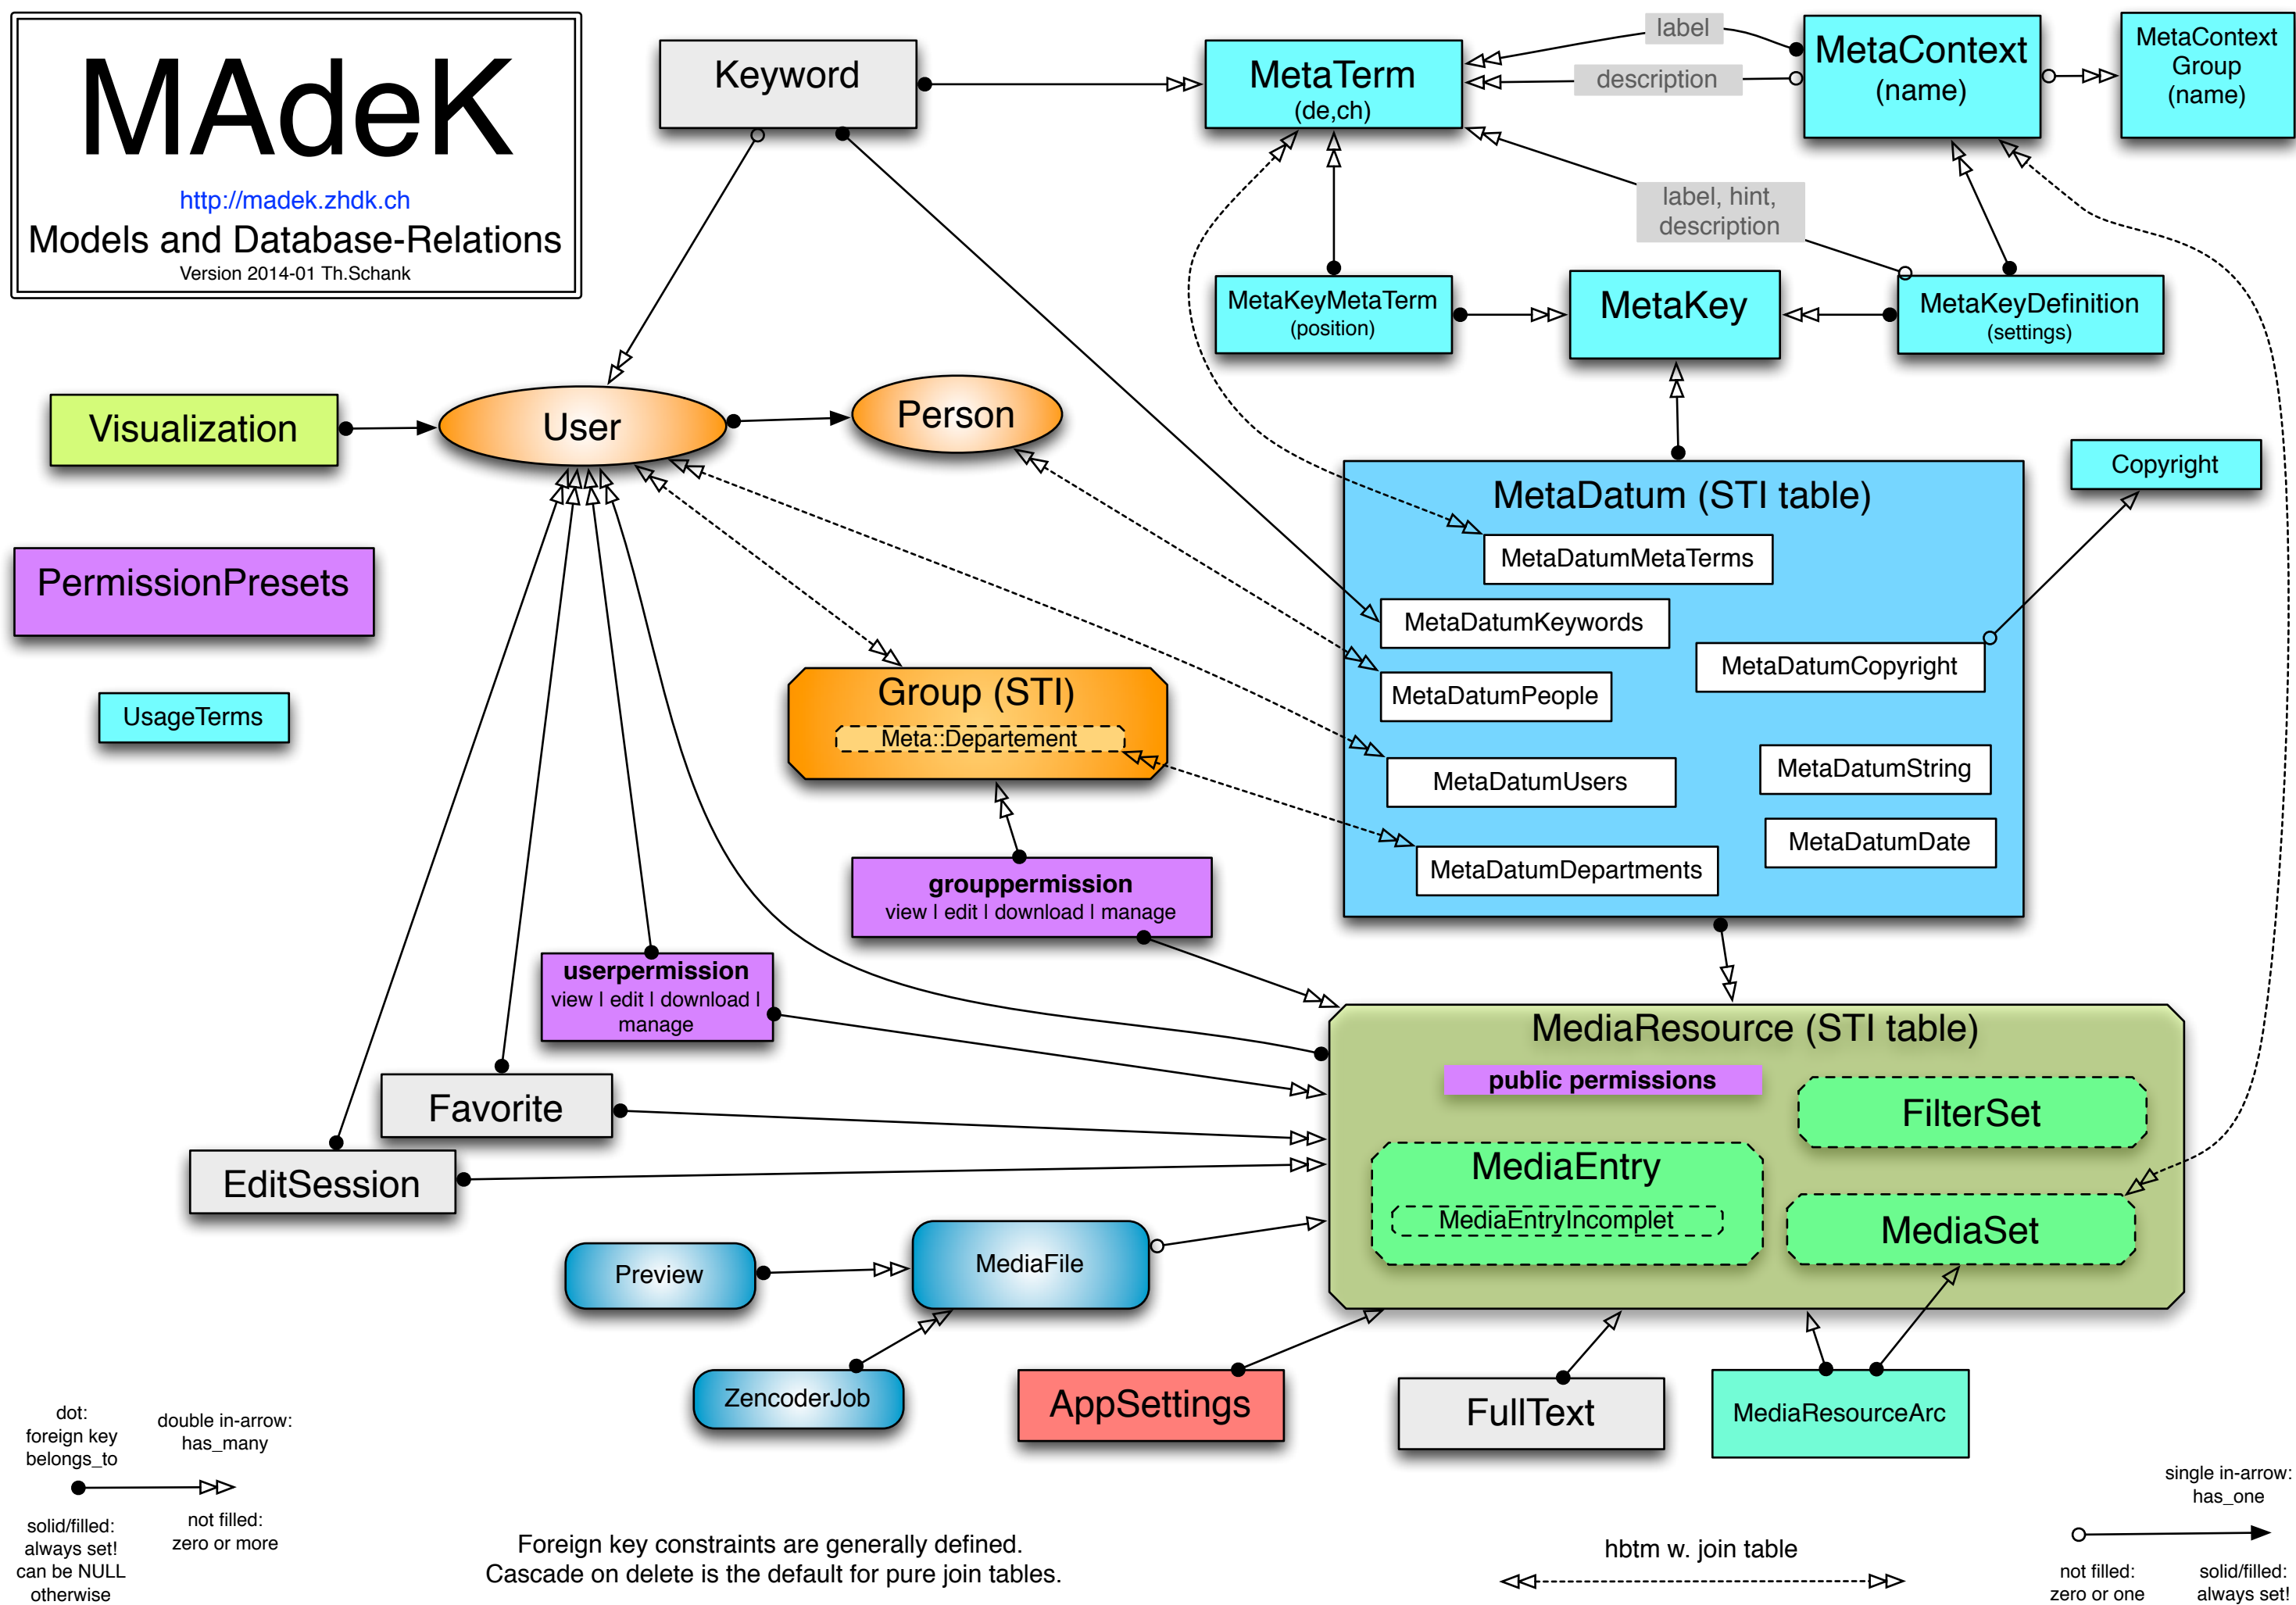 MAdeK
http://madek.zhdk.ch
Models and Database-Relations
Version 2014-01 Th.Schank
Keyword
MetaTerm
(de,ch)
label
description
MetaContext
(name)
MetaContext
Group
(name)
label, hint,
description
MetaKeyMetaTerm
(position)
MetaKey
MetaKeyDefinition
(settings)
Visualization
User
Person
Copyright
PermissionPresets
UsageTerms
MetaDatum (STI table)
MetaDatumMetaTerms
MetaDatumKeywords
MetaDatumCopyright
MetaDatumPeople
MetaDatumUsers
MetaDatumString
MetaDatumDate
MetaDatumDepartments
Group (STI)
Meta::Departement
grouppermission
view | edit | download | manage
userpermission
view | edit | download |
manage
Favorite
EditSession
MediaResource (STI table)
public permissions
FilterSet
MediaEntry
MediaEntryIncomplet
MediaSet
Preview
MediaFile
ZencoderJob
AppSettings
FullText
MediaResourceArc
dot:
foreign key
belongs_to
double in-arrow:
has_many
solid/filled:
always set!
can be NULL
otherwise
not filled:
zero or more
Foreign key constraints are generally defined.
Cascade on delete is the default for pure join tables.
hbtm w. join table
single in-arrow:
has_one
not filled:
zero or one
solid/filled:
always set!